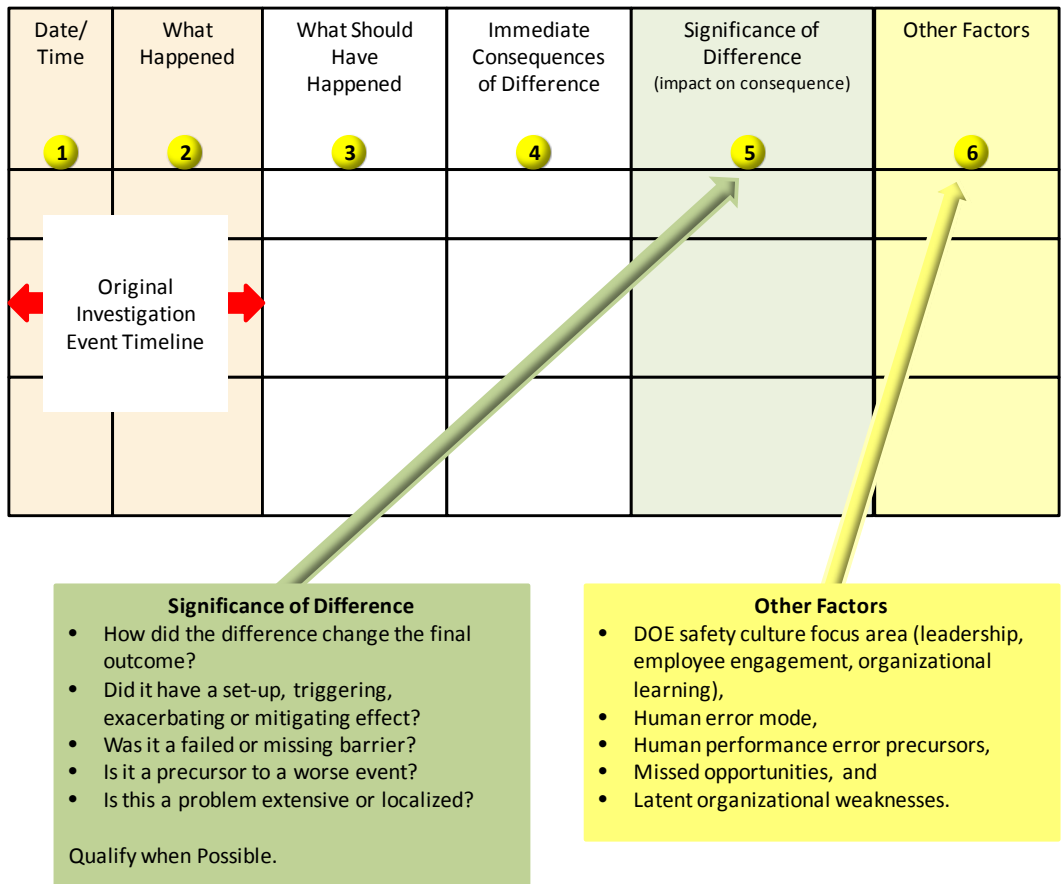 Date/
Time
What
Happened
What Should
Have
Happened
Immediate
Consequences
of Difference
Significance of
Difference
(impact on consequence)
Other Factors
1
2
3
4
5
6
Original
Investigation
Event Timeline
Significance of Difference
• How did the difference change the final
outcome?
• Did it have a set-up, triggering,
exacerbating or mitigating effect?
• Was it a failed or missing barrier?
• Is it a precursor to a worse event?
• Is this a problem extensive or localized?
Qualify when Possible.
Other Factors
• DOE safety culture focus area (leadership,
employee engagement, organizational
learning),
• Human error mode,
• Human performance error precursors,
• Missed opportunities, and
• Latent organizational weaknesses.